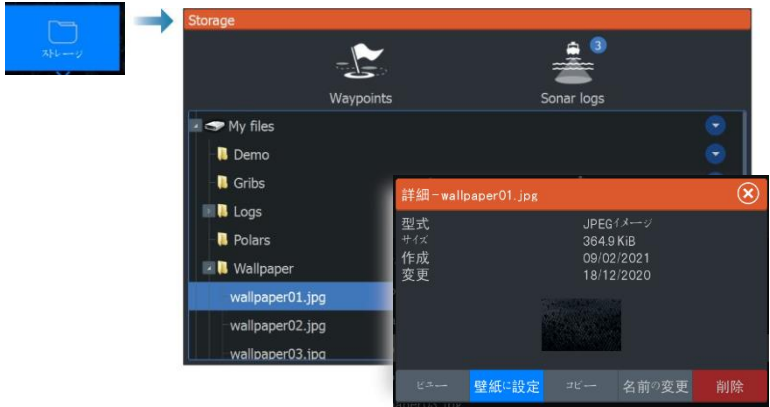 ストレージ
Storage
3
Waypoints
Sonar logs
My files
Demo
Gribs
Logs
Polars
Wallpaper
wallpaper01.jpg
wallpaper02.jpg
wallpaper03.jpg
詳細-wallpaper01.jpg
型式 JPEGイメージ
サイズ 364.9 KiB
作成 09/02/2021
変更 18/12/2020
ビュー 壁紙に設定 コピー 名前の変更 削除